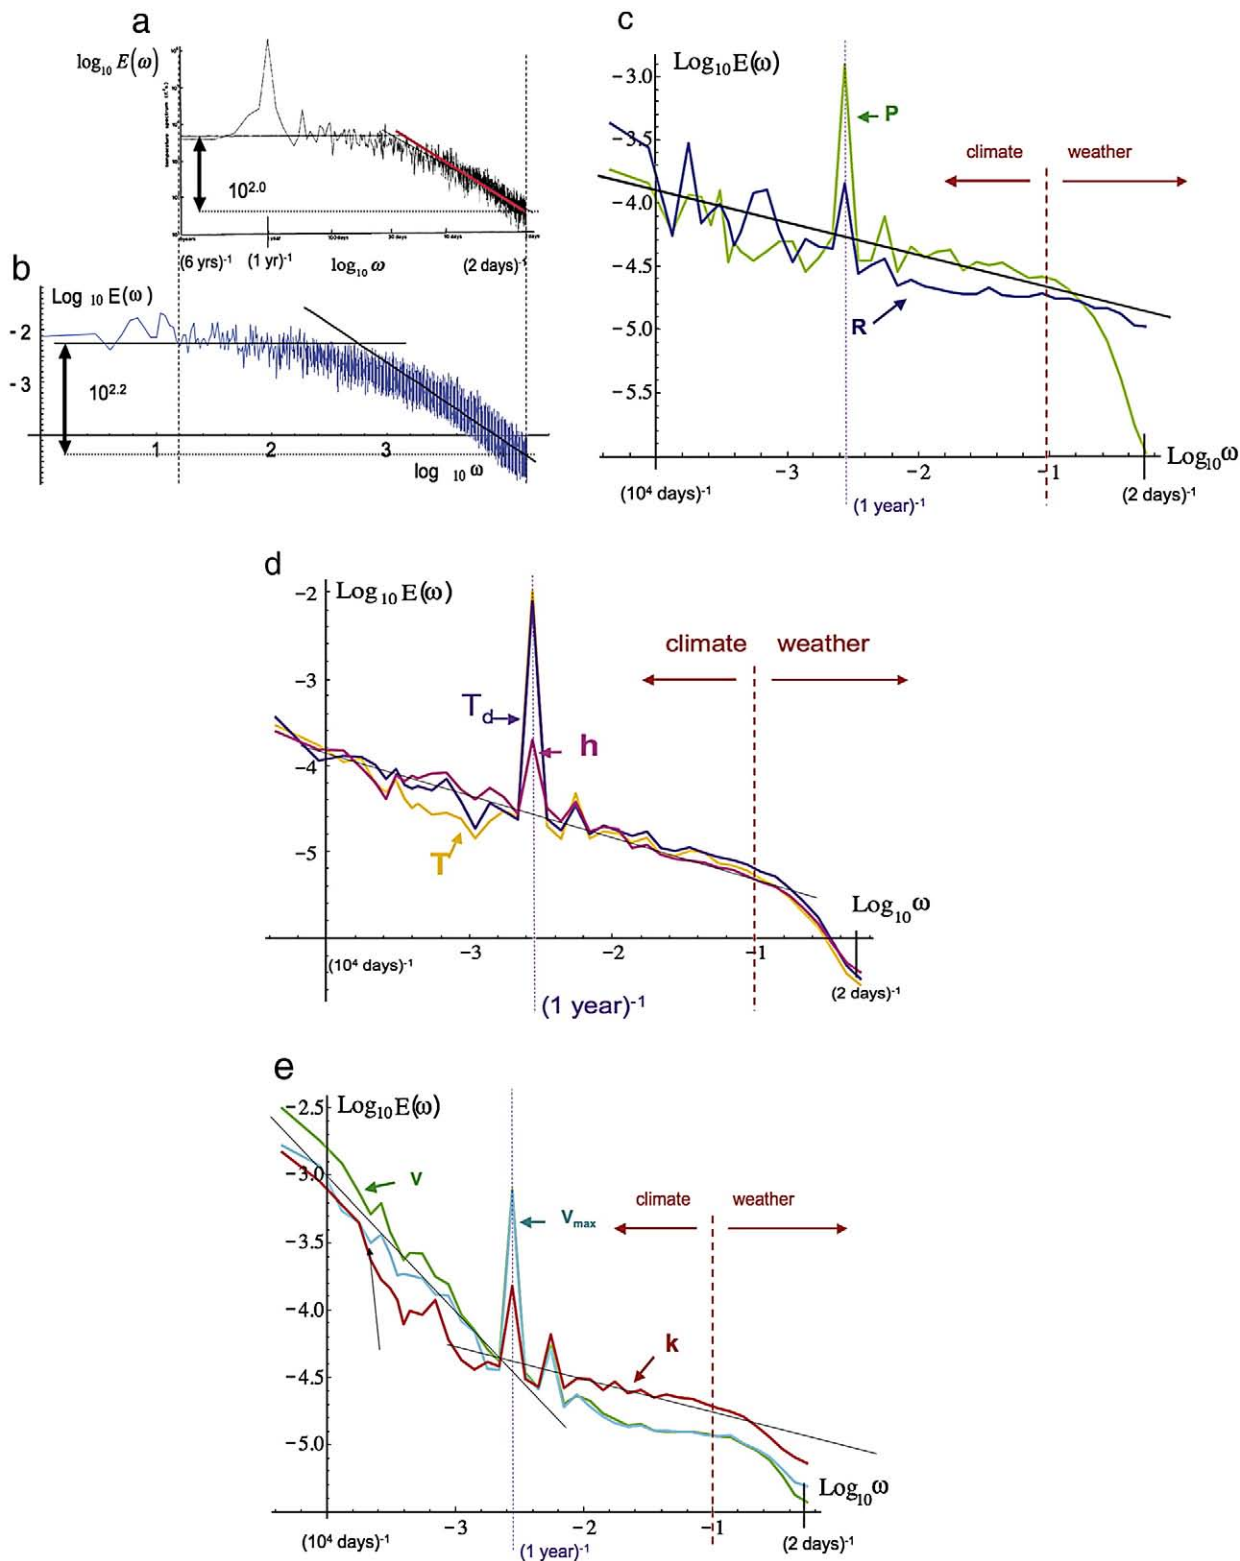 a
log10 E(ω)
10^2.0
(6 yrs)^-1
(1 yr)^-1
log10 ω
(2 days)^-1
b
Log 10 E(ω)
-2
-3
10^2.2
1
2
3
log 10 ω
c
Log10E(ω)
−3.0
−3.5
−4.0
−4.5
−5.0
−5.5
P
R
climate
weather
−3
−2
−1
Log10ω
(10^4 days)^-1
(1 year)^-1
(2 days)^-1
d
Log10E(ω)
−2
−3
−4
−5
Td
h
T
climate
weather
Log10ω
−3
−2
−1
(10^4 days)^-1
(1 year)^-1
(2 days)^-1
e
Log10E(ω)
−2.5
−3.0
−3.5
−4.0
−4.5
−5.0
V
Vmax
k
climate
weather
Log10ω
−3
−2
−1
(10^4 days)^-1
(1 year)^-1
(2 days)^-1